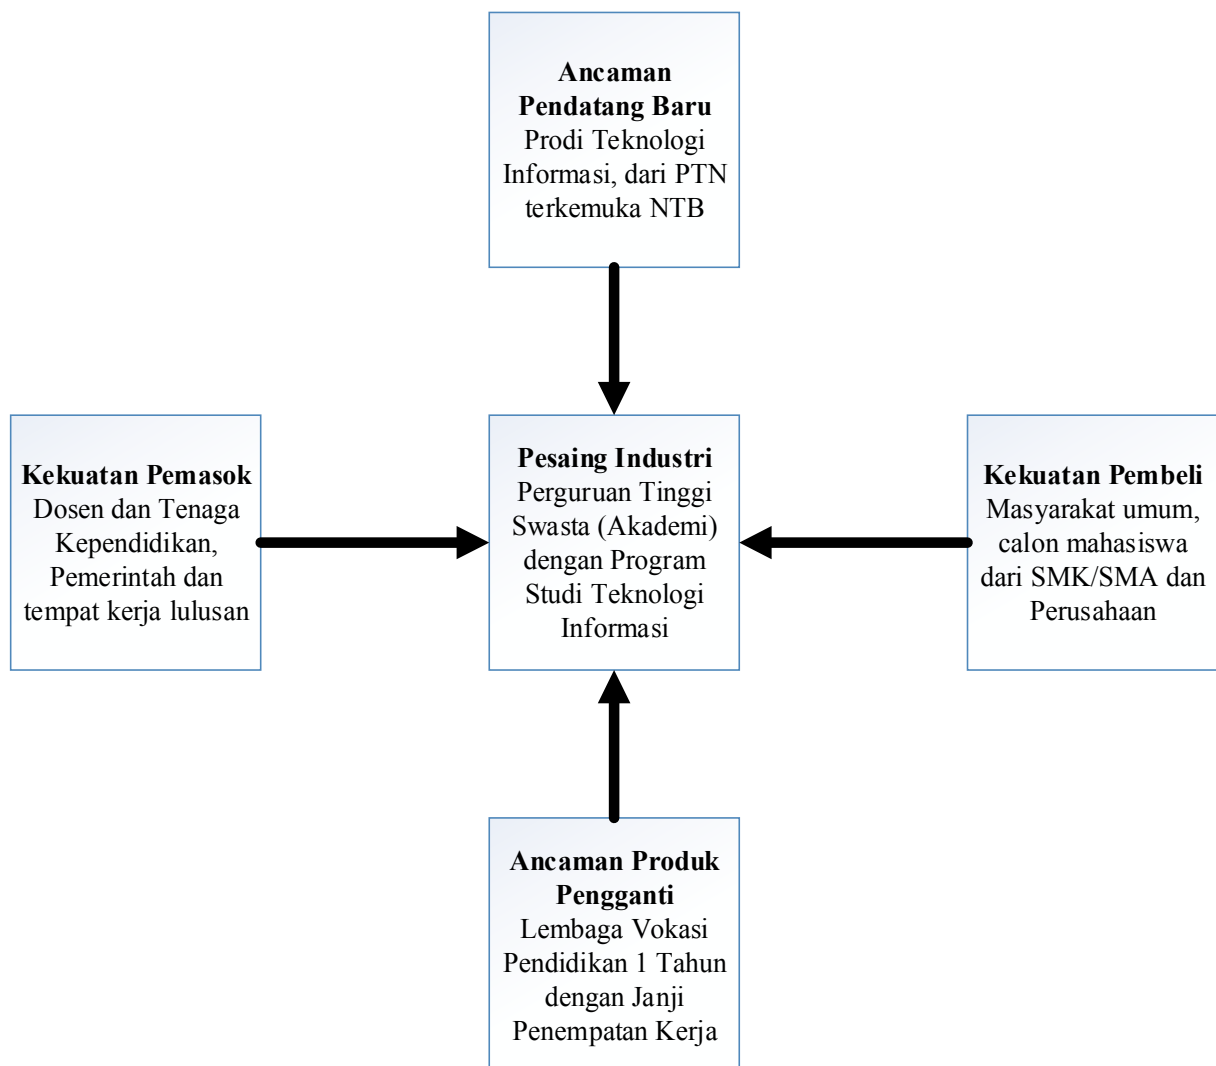 Ancaman
Pendatang Baru
Prodi Teknologi
Informasi, dari PTN
terkemuka NTB
Kekuatan Pemasok
Dosen dan Tenaga
Kependidikan,
Pemerintah dan
tempat kerja lulusan
Pesaing Industri
Perguruan Tinggi
Swasta (Akademi)
dengan Program
Studi Teknologi
Informasi
Kekuatan Pembeli
Masyarakat umum,
calon mahasiswa
dari SMK/SMA dan
Perusahaan
Ancaman Produk
Pengganti
Lembaga Vokasi
Pendidikan 1 Tahun
dengan Janji
Penempatan Kerja